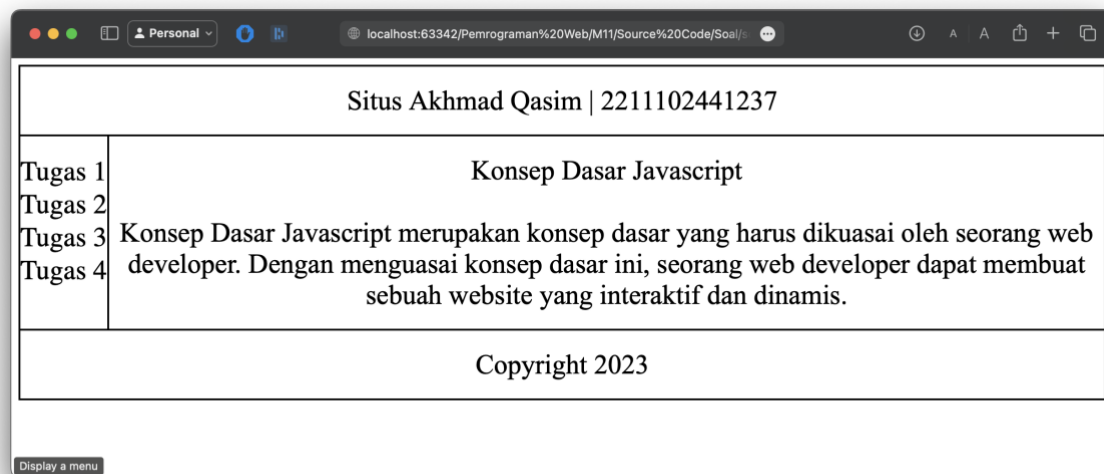 Personal
localhost:63342/Pemrograman%20Web/M11/Source%20Code/Soal/s
A A
Situs Akhmad Qasim | 2211102441237
Tugas 1
Tugas 2
Tugas 3
Tugas 4
Konsep Dasar Javascript
Konsep Dasar Javascript merupakan konsep dasar yang harus dikuasai oleh seorang web
developer. Dengan menguasai konsep dasar ini, seorang web developer dapat membuat
sebuah website yang interaktif dan dinamis.
Copyright 2023
Display a menu